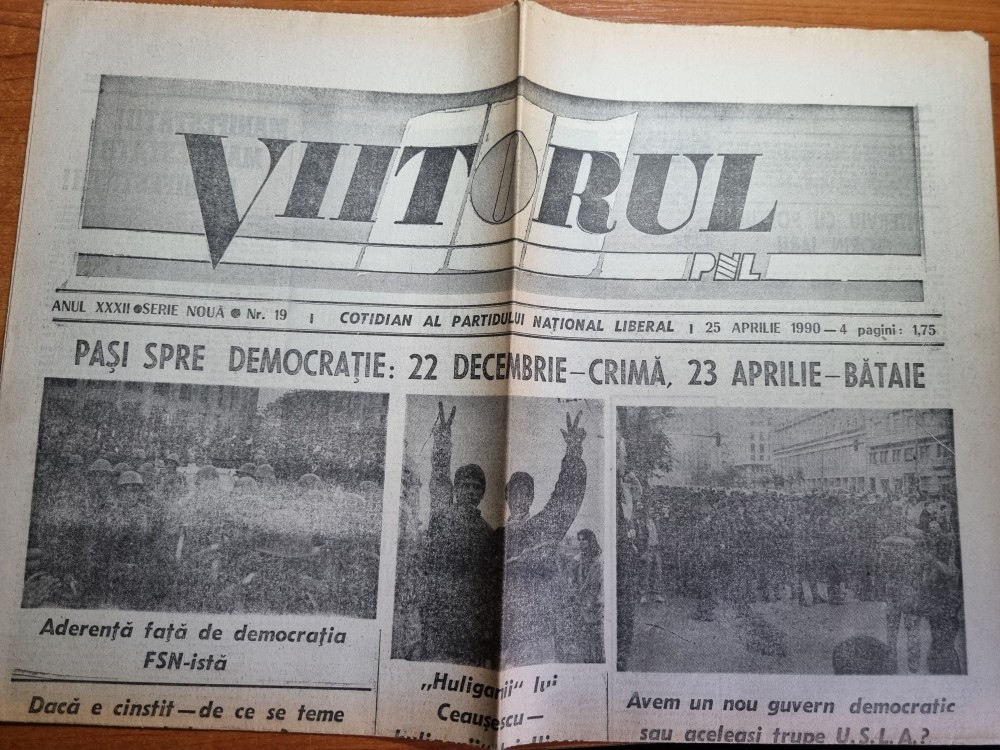 VIITORUL
PNL
ANUL XXXII ● SERIE NOUĂ ● Nr. 19 | COTIDIAN AL PARTIDULUI NAȚIONAL LIBERAL | 25 APRILIE 1990 — 4 pagini: 1,75
PAȘI SPRE DEMOCRAȚIE: 22 DECEMBRIE — CRIMĂ, 23 APRILIE — BĂTAIE
Aderență față de democrația
FSN-istă
Dacă e cinstit — de ce se teme
„Huliganii" lui
Ceaușescu —
Avem un nou guvern democratic
sau aceleași trupe U.S.L.A.?